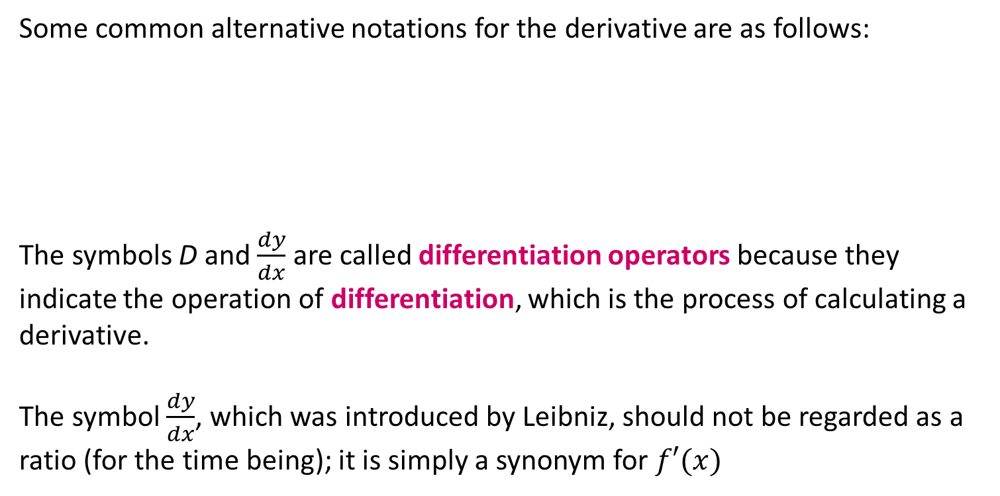 Some common alternative notations for the derivative are as follows:
The symbols D and dy/dx are called differentiation operators because they
indicate the operation of differentiation, which is the process of calculating a
derivative.
The symbol dy/dx, which was introduced by Leibniz, should not be regarded as a
ratio (for the time being); it is simply a synonym for f′(x)